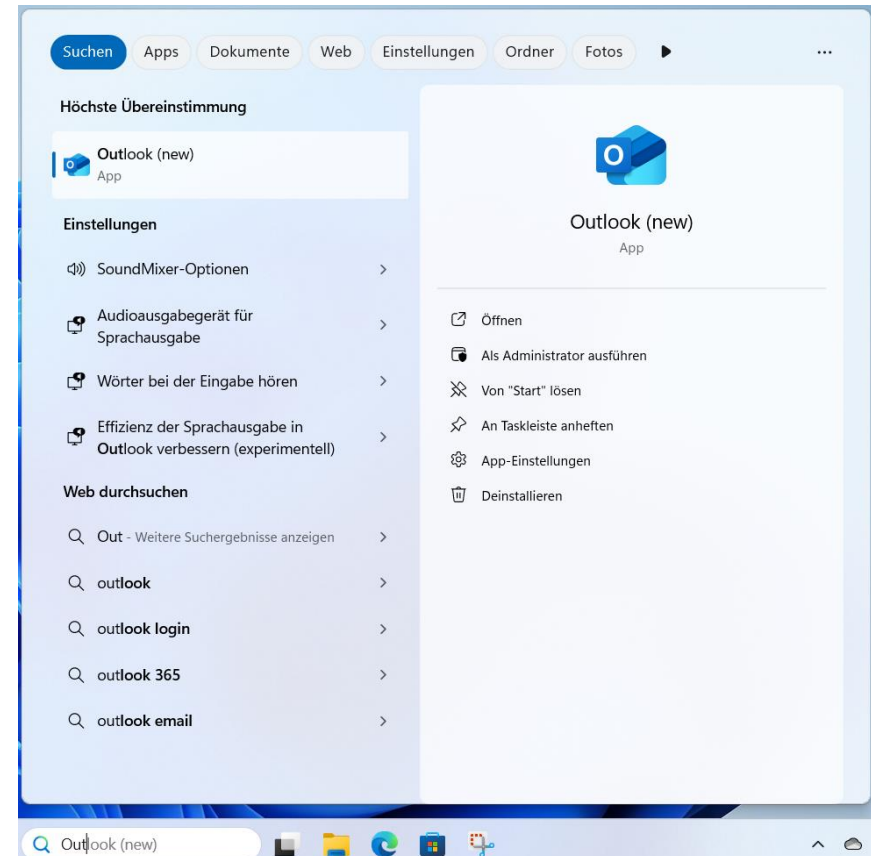 Suchen Apps Dokumente Web Einstellungen Ordner Fotos ...
Höchste Übereinstimmung
Outlook (new)
App
Einstellungen
SoundMixer-Optionen
Audioausgabegerät für
Sprachausgabe
Wörter bei der Eingabe hören
Effizienz der Sprachausgabe in
Outlook verbessern (experimentell)
Web durchsuchen
Out - Weitere Suchergebnisse anzeigen
outlook
outlook login
outlook 365
outlook email
Outlook (new)
App
Öffnen
Als Administrator ausführen
Von "Start" lösen
An Taskleiste anheften
App-Einstellungen
Deinstallieren
Outlook (new)